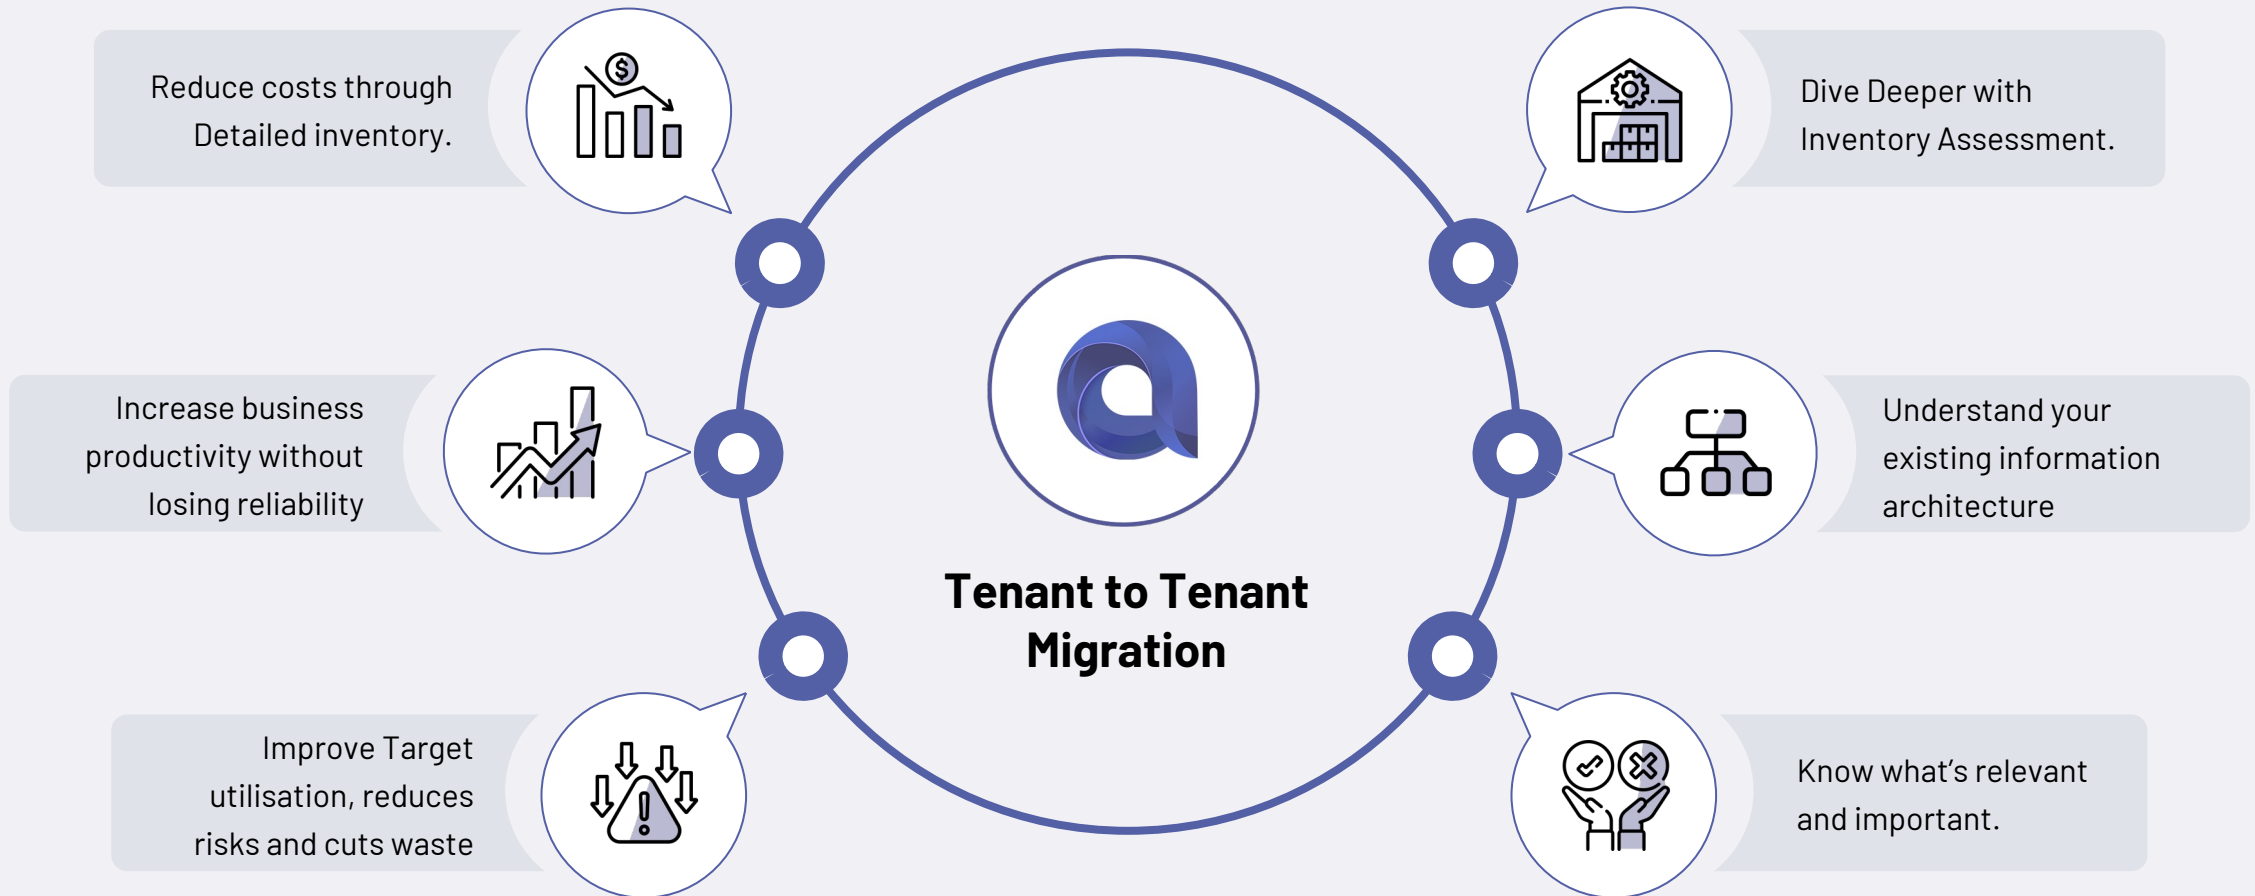 Reduce costs through
Detailed inventory.
Increase business
productivity without
losing reliability
Improve Target
utilisation, reduces
risks and cuts waste
Tenant to Tenant
Migration
Dive Deeper with
Inventory Assessment.
Understand your
existing information
architecture
Know what’s relevant
and important.